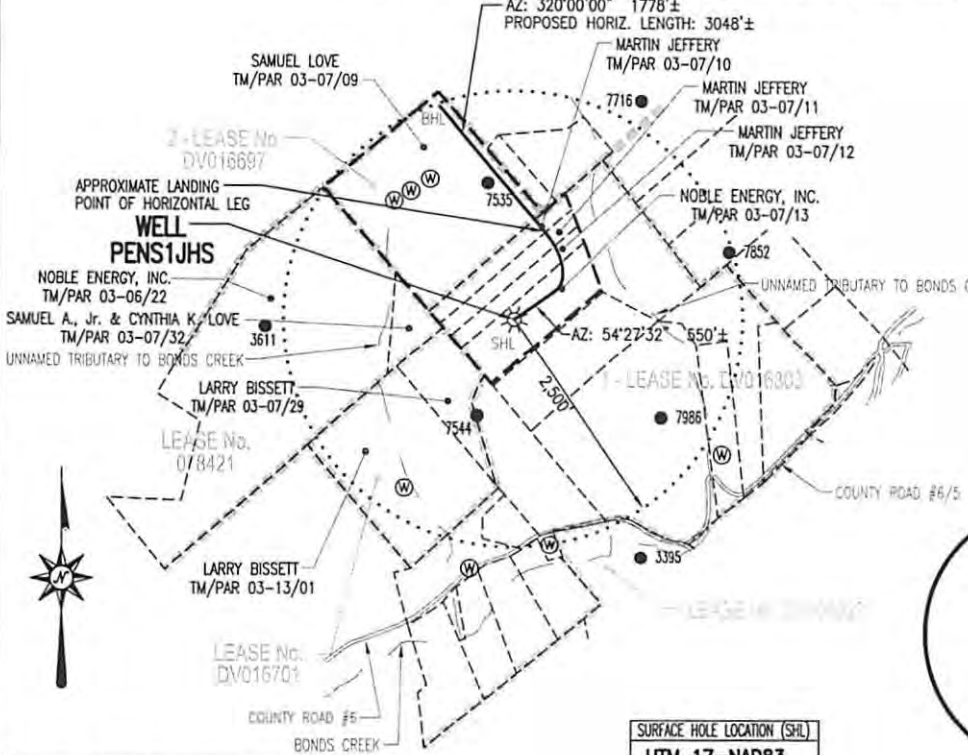 AZ: 320°00'00" 1778'±
PROPOSED HORIZ. LENGTH: 3048'±
MARTIN JEFFERY
TM/PAR 03-07/10
SAMUEL LOVE
TM/PAR 03-07/09
MARTIN JEFFERY
TM/PAR 03-07/11
7716
BHL
MARTIN JEFFERY
TM/PAR 03-07/12
2 - LEASE No.
DV016697
W
W
W
7535
APPROXIMATE LANDING
POINT OF HORIZONTAL LEG
NOBLE ENERGY, INC.
TM/PAR 03-07/13
WELL
PENS1JHS
7852
NOBLE ENERGY, INC.
TM/PAR 03-06/22
UNNAMED TRIBUTARY TO BONDS
SAMUEL A., Jr. & CYNTHIA K. LOVE
TM/PAR 03-07/32
3611
SHL
AZ: 54°27'32" 550'±
UNNAMED TRIBUTARY TO BONDS CREEK
2,500'
1 - LEASE No.
LARRY BISSETT
TM/PAR 03-07/29
7544
7986
LEASE No.
W
W
COUNTY ROAD #6/5
N
LARRY BISSETT
TM/PAR 03-13/01
W
W
3395
LEASE No.
DV016701
COUNTY ROAD #5
BONDS CREEK
SURFACE HOLE LOCATION (SHL)
UTM 17-NAD83